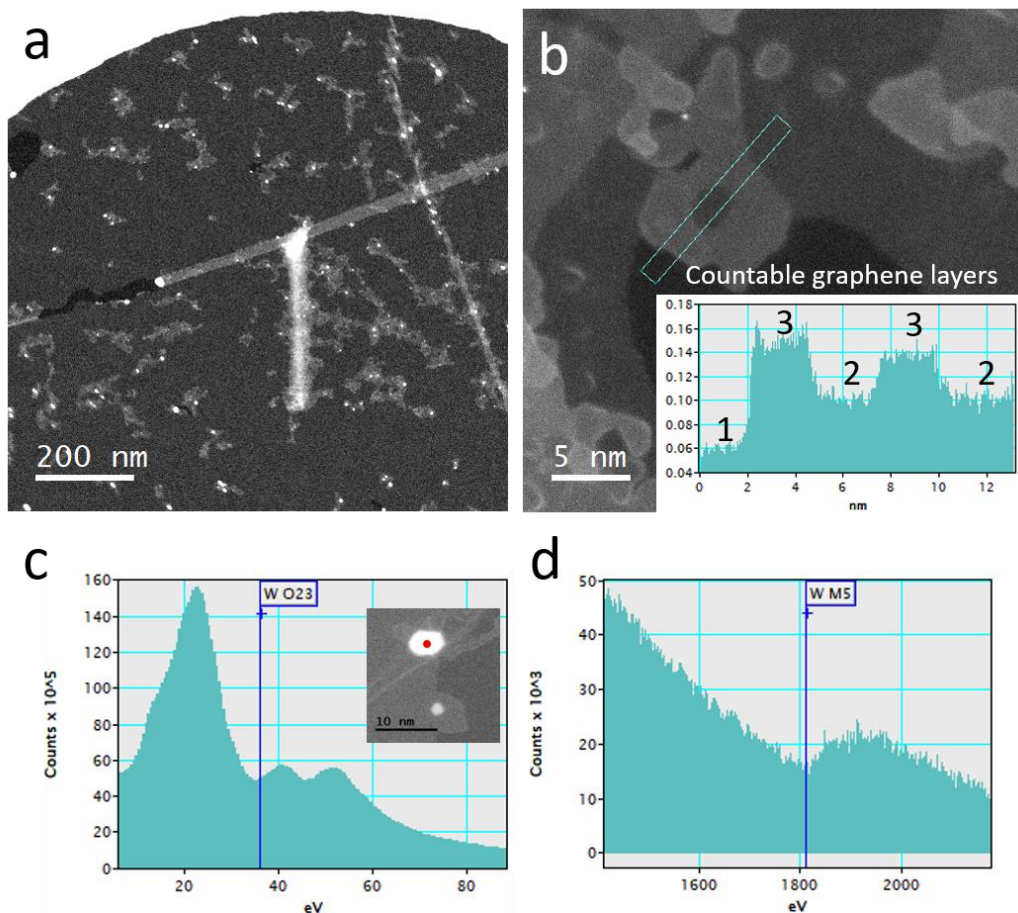 a
200 nm
b
5 nm
Countable graphene layers
0.18
0.16
0.14
0.12
0.10
0.08
0.06
0.04
1
3
2
3
2
0 2 4 6 8 10 12
nm
c
W O23
10 nm
Counts x 10^5
160
140
120
100
80
60
40
20
0
20 40 60 80
eV
d
W M5
Counts x 10^3
50
40
30
20
10
0
1600 1800 2000
eV